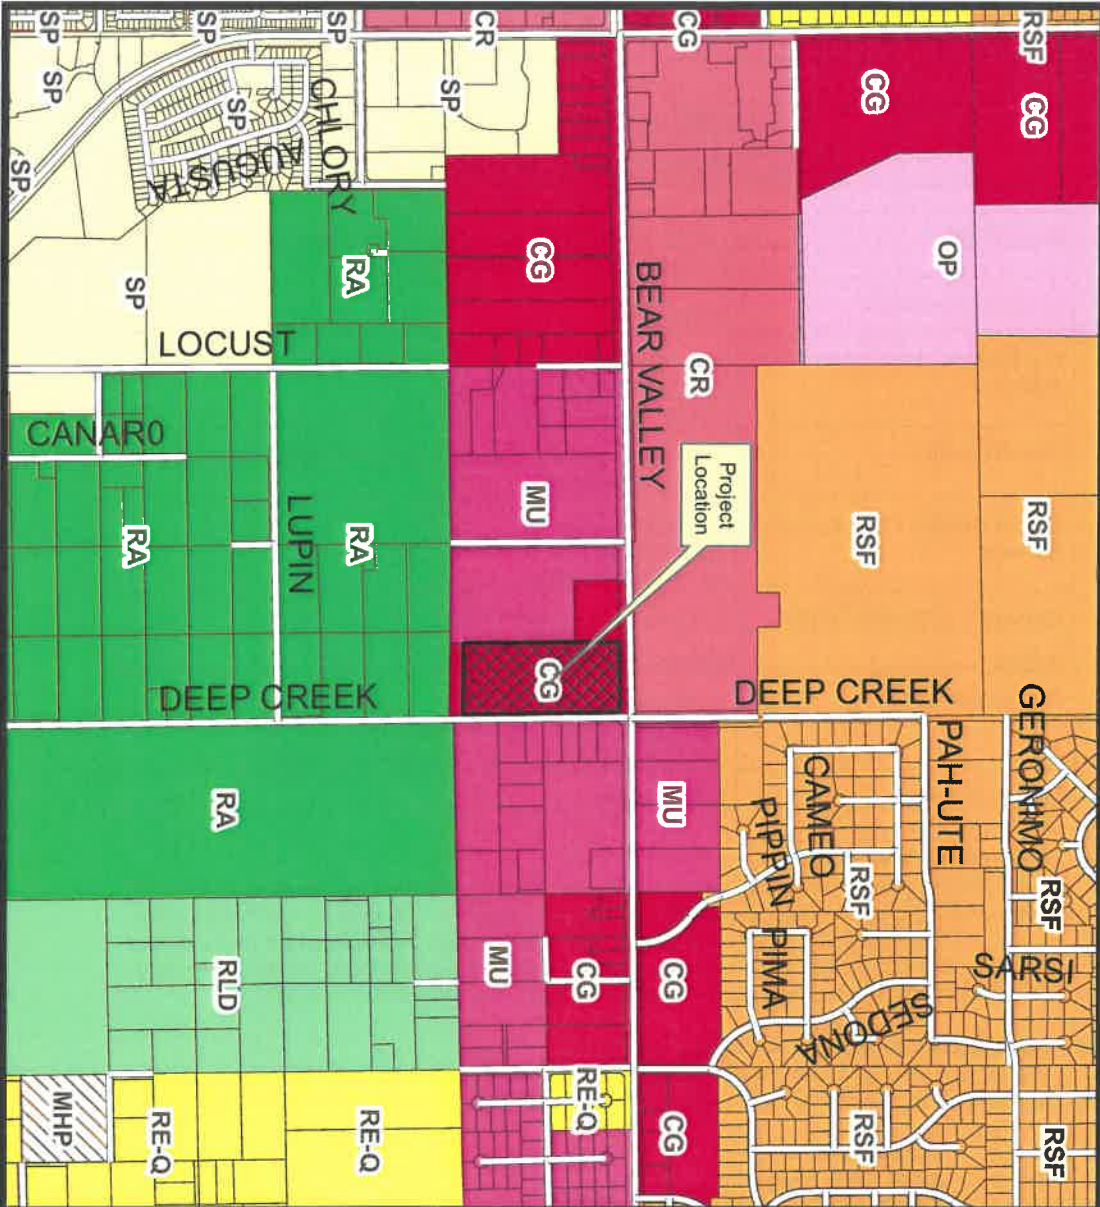 SP
SP
SP
CR
CG
RSF
SP
SP
SP
CG
CG
CHI ORY
AUGUSTA
SP
RA
CG
OP
SP
BEAR VALLEY
LOCUST
CR
CANAR0
Project
Location
LUPIN
MU
RSF
RSF
RA
RA
CG
DEEP CREEK
DEEP CREEK
GERONIMO
PAH-UTE
CAMEO
PIPPIN
MU
RA
RSF
RSF
PIMA
SARSI
SEDONA
RLD
MU
CG
CG
RE-Q
MHP
RE-Q
RE-Q
CG
RSF
RSF